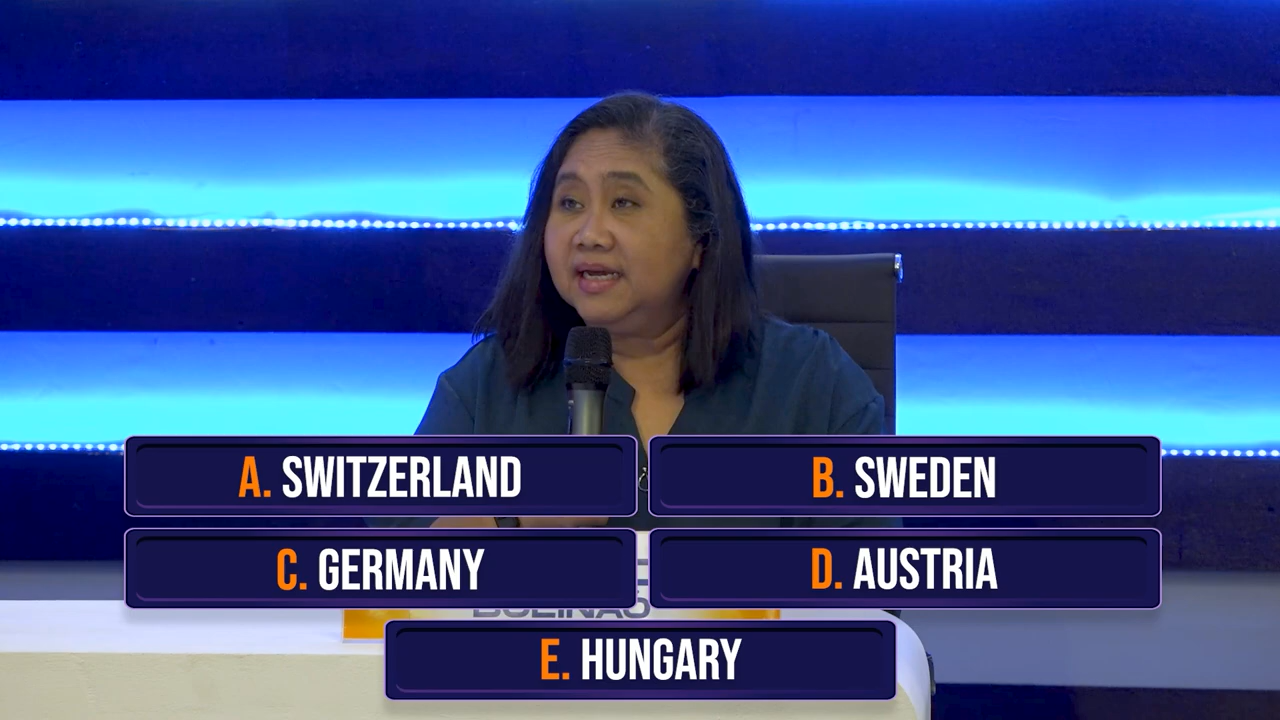 A. SWITZERLAND
B. SWEDEN
C. GERMANY
D. AUSTRIA
E. HUNGARY